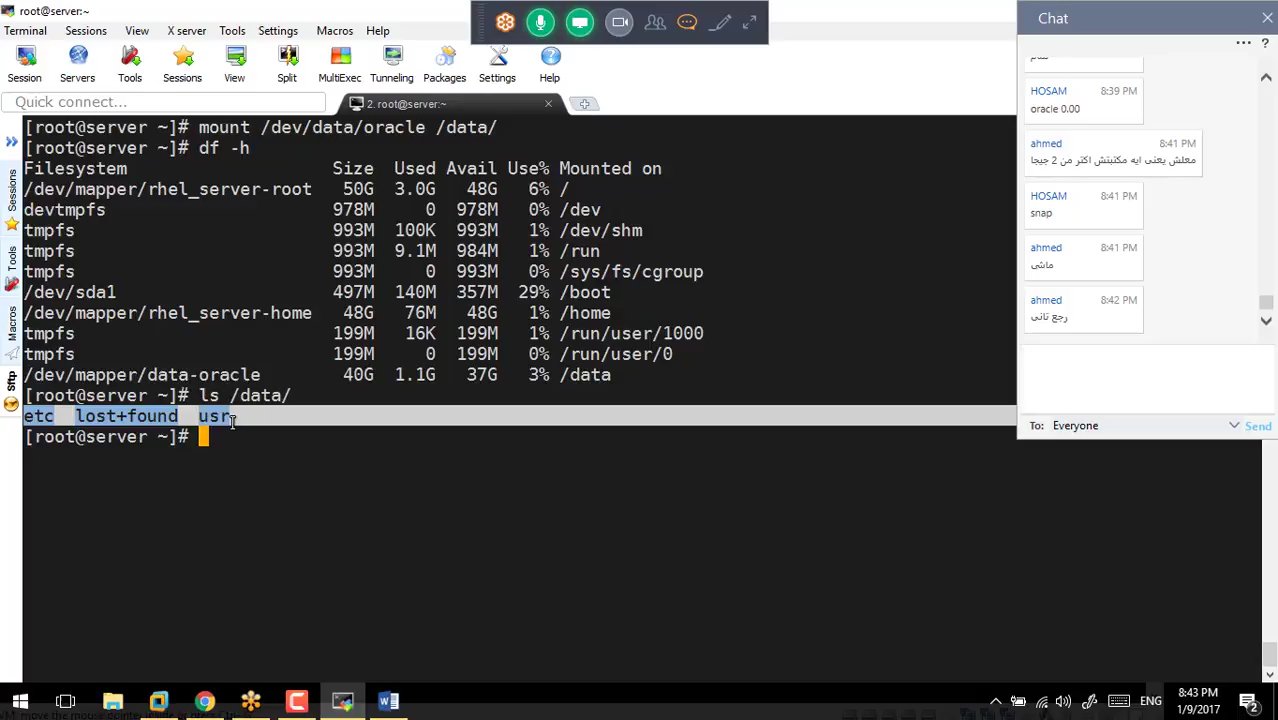 root@server:~
Terminal Sessions View X server Tools Settings Macros Help
Session Servers Tools Sessions View Split MultiExec Tunneling Packages Settings Help
Quick connect...
2. root@server:~
Sessions
Tools
Macros
Sftp
[root@server ~]# mount /dev/data/oracle /data/
[root@server ~]# df -h
Filesystem Size Used Avail Use% Mounted on
/dev/mapper/rhel_server-root 50G 3.0G 48G 6% /
devtmpfs 978M 0 978M 0% /dev
tmpfs 993M 100K 993M 1% /dev/shm
tmpfs 993M 9.1M 984M 1% /run
tmpfs 993M 0 993M 0% /sys/fs/cgroup
/dev/sda1 497M 140M 357M 29% /boot
/dev/mapper/rhel_server-home 48G 76M 48G 1% /home
tmpfs 199M 16K 199M 1% /run/user/1000
tmpfs 199M 0 199M 0% /run/user/0
/dev/mapper/data-oracle 40G 1.1G 37G 3% /data
[root@server ~]# ls /data/
etc lost+found usr
[root@server ~]#
Chat
?
HOSAM 8:39 PM
oracle 0.00
ahmed 8:41 PM
معلش يعنى ايه مكتبتش اكتر من 2 جيجا
HOSAM 8:41 PM
snap
ahmed 8:41 PM
ماشى
ahmed 8:42 PM
رجع تانى
To: Everyone Send
ENG
8:43 PM
1/9/2017
2